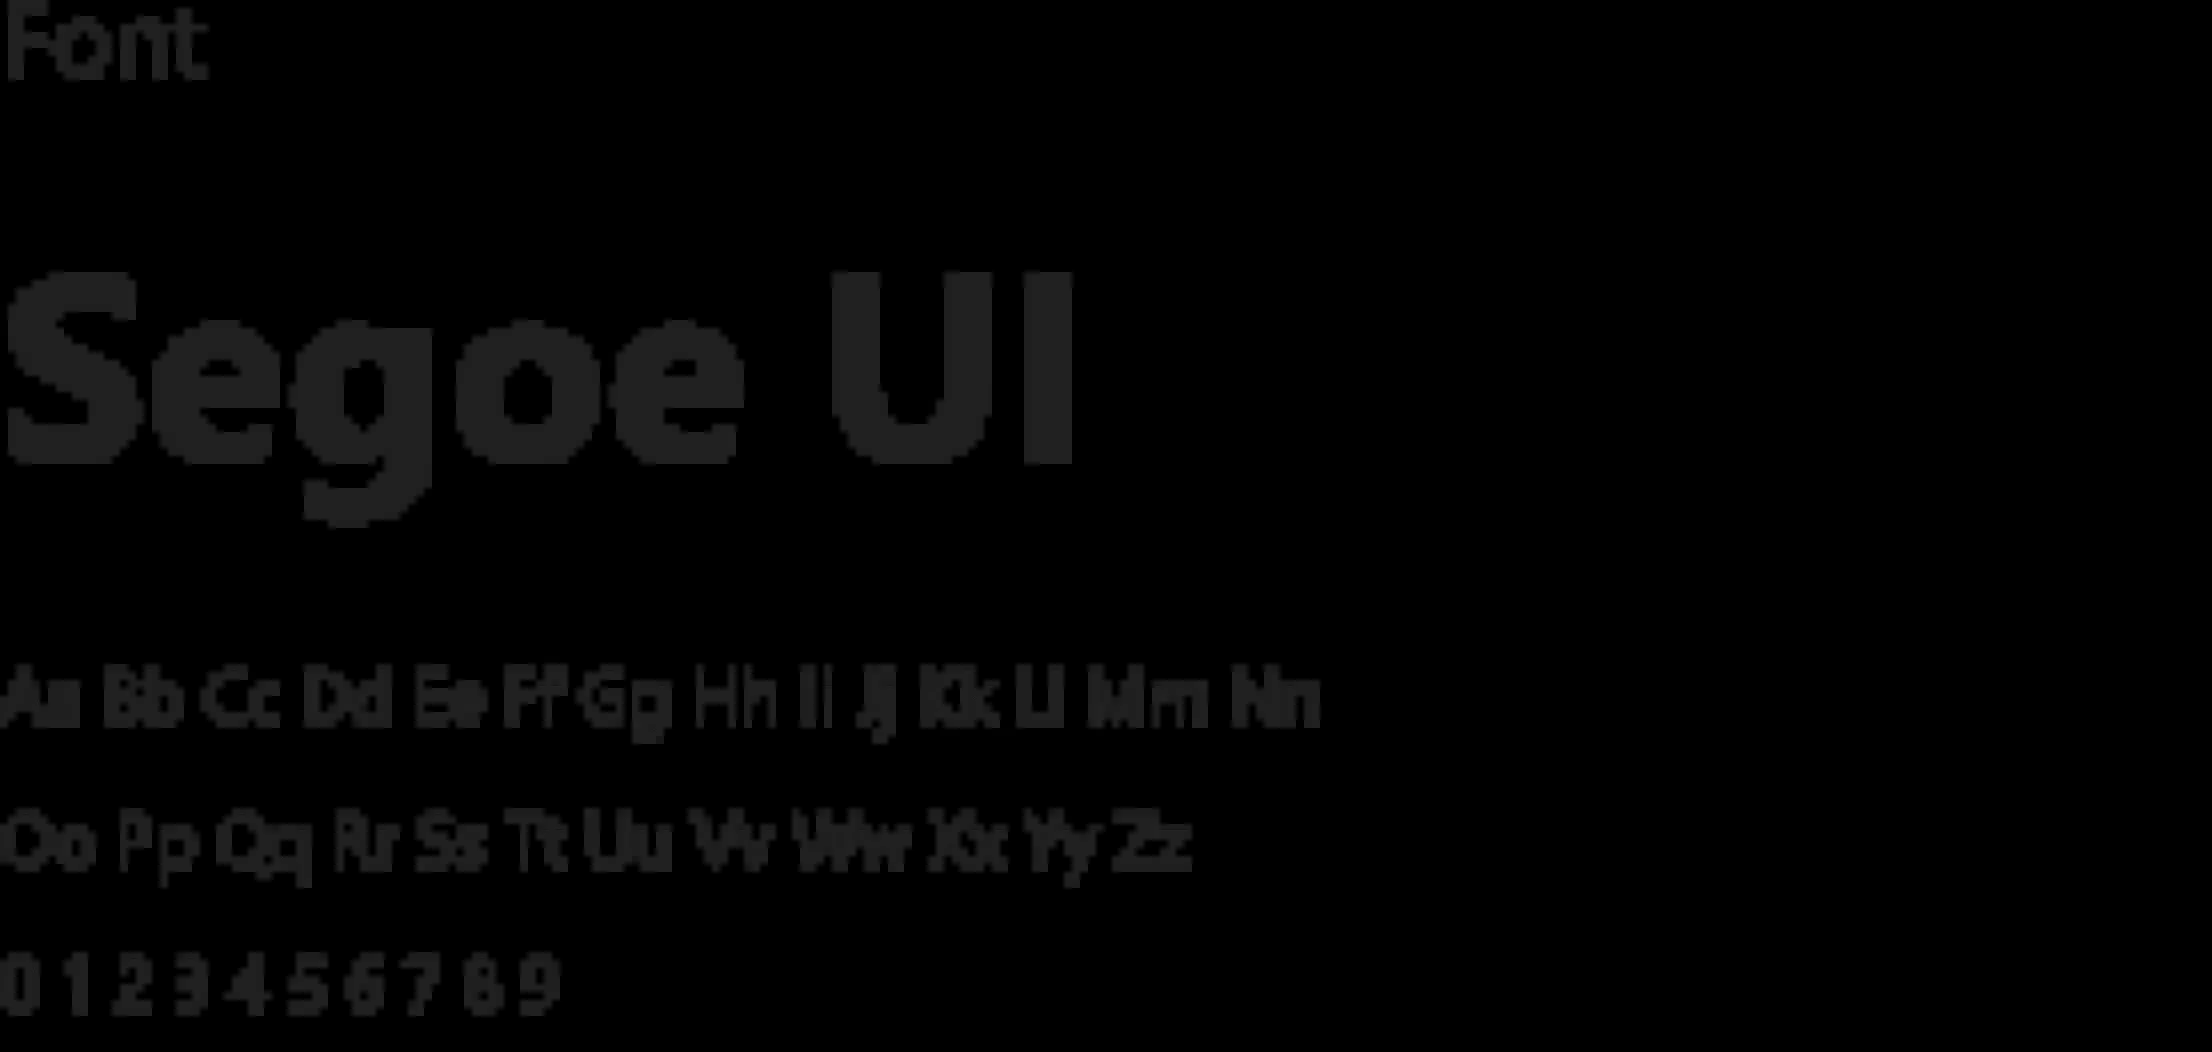 Font
Segoe UI
Aa Bb Cc Dd Ee Ff Gg Hh Ii Jj Kk Ll Mm Nn
Oo Pp Qq Rr Ss Tt Uu Vv Ww Xx Yy Zz
0 1 2 3 4 5 6 7 8 9